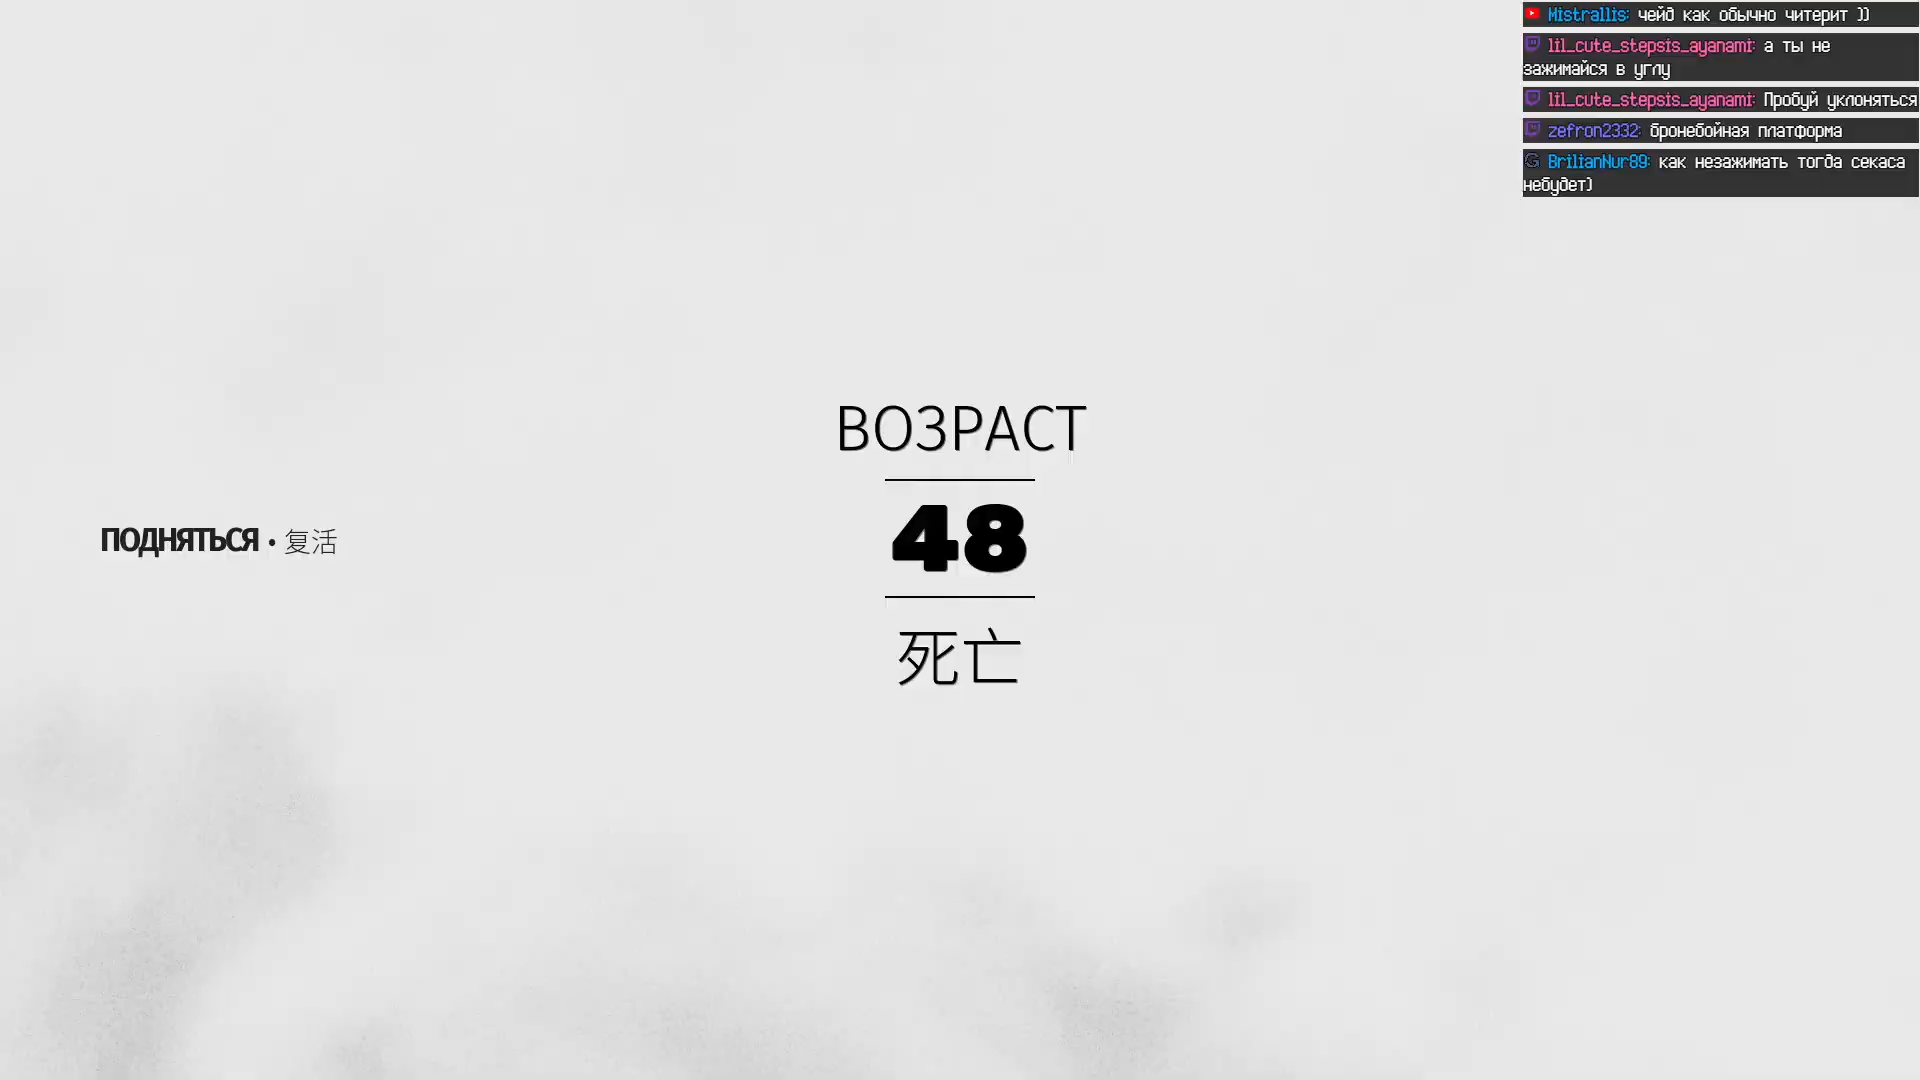 Mistrallis: чейд как обычно читерит ))
lil_cute_stepsis_ayanami: а ты не
зажимайся в углу
lil_cute_stepsis_ayanami: Пробуй уклоняться
zefron2332: бронебойная платформа
BrilianNur89: как незажимать тогда секаса
небудет)
ВОЗРАСТ
48
死亡
ПОДНЯТЬСЯ • 复活